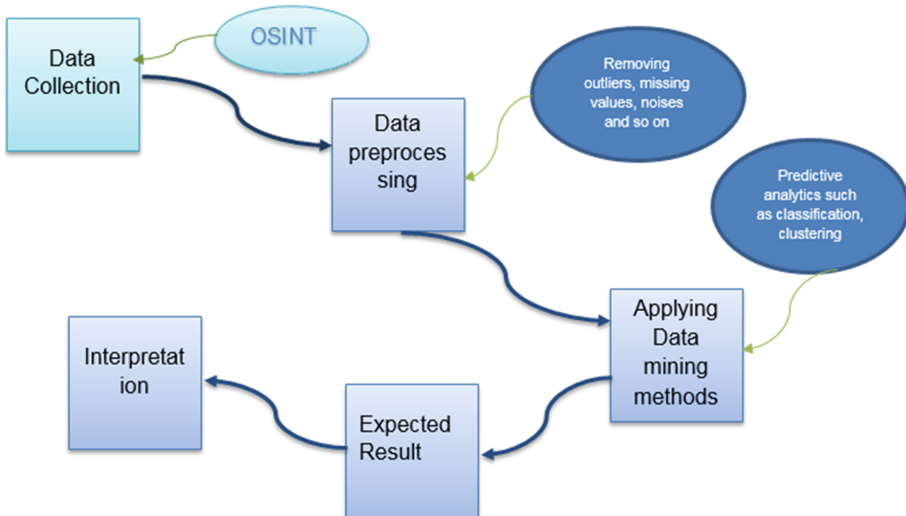 Data
Collection
OSINT
Data
preproces
sing
Removing
outliers, missing
values, noises
and so on
Predictive
analytics such
as classification,
clustering
Applying
Data
mining
methods
Expected
Result
Interpretat
ion